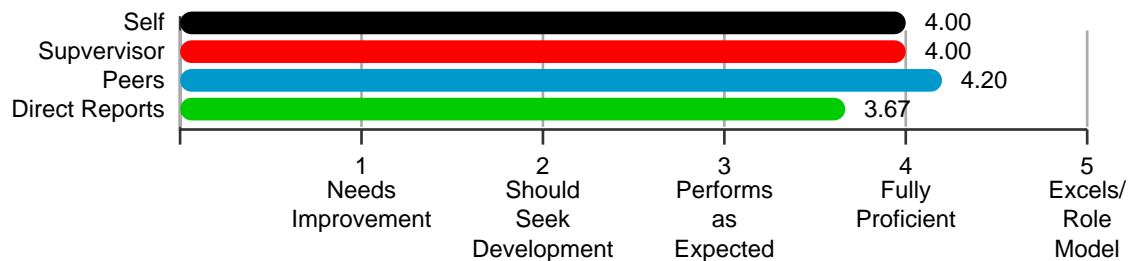 Self 4.00
Supvervisor 4.00
Peers 4.20
Direct Reports 3.67
1 2 3 4 5
Needs Should Performs Fully Excels/
Improvement Seek as Proficient Role
Development Expected Model